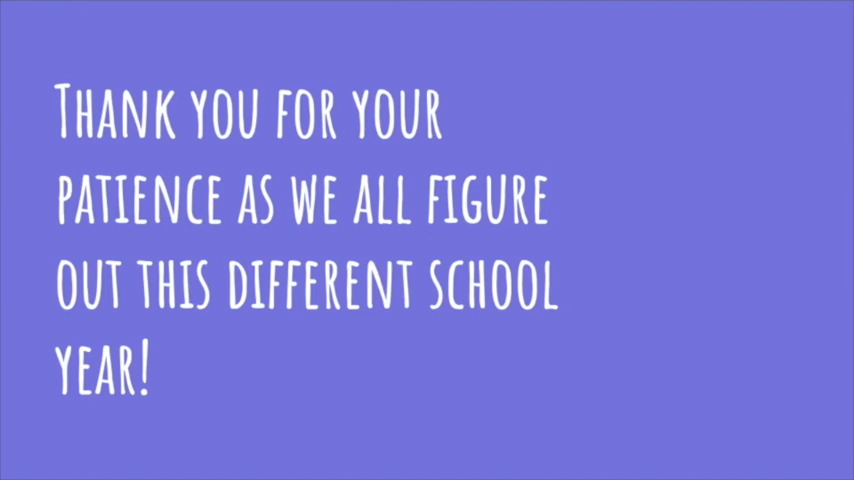 Thank you for your
patience as we all figure
out this different school
year!